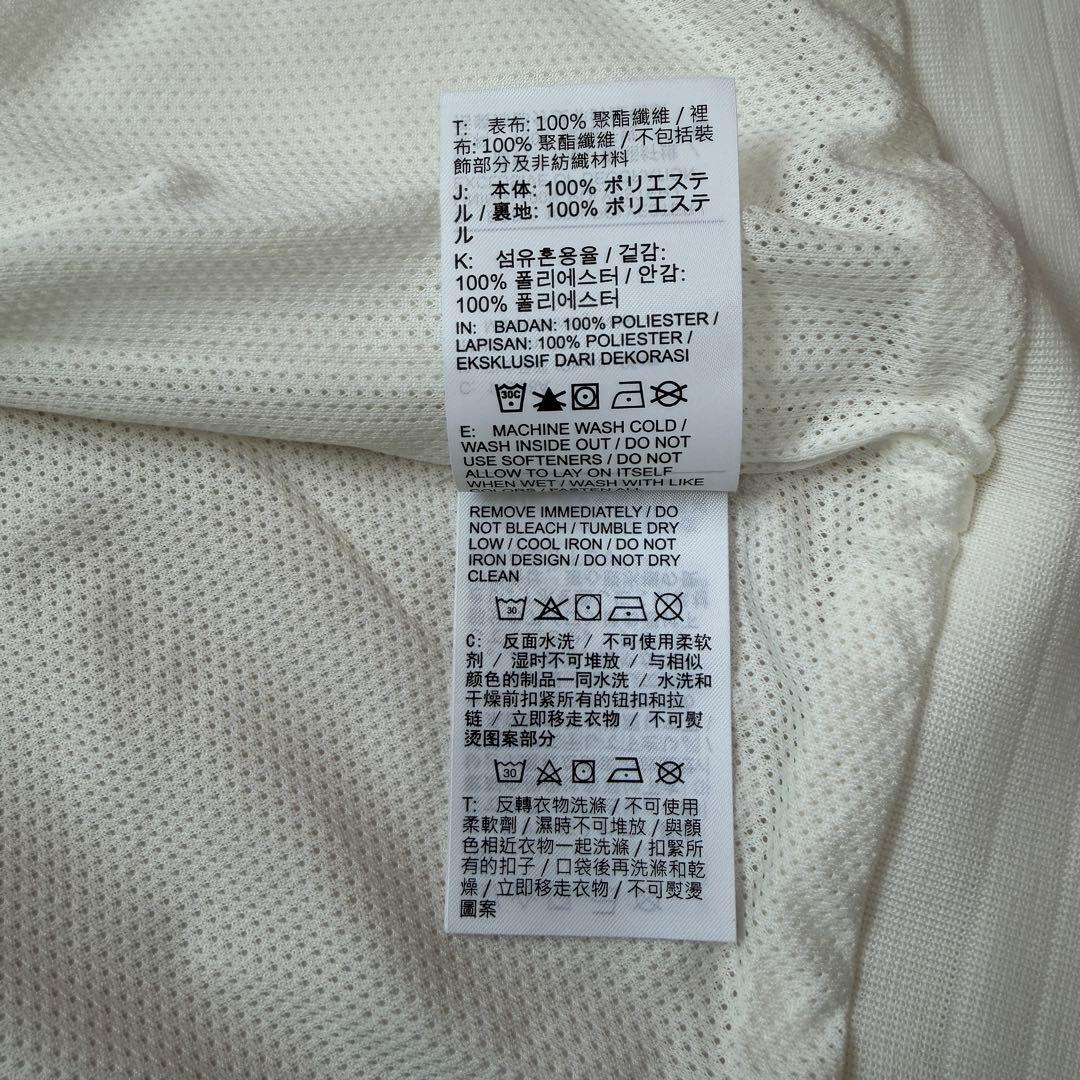 T: 表布: 100% 聚酯纖維 / 裡
布: 100% 聚酯纖維 / 不包括裝
飾部分及非紡織材料
J: 本体: 100% ポリエステ
ル / 裏地: 100% ポリエステ
ル
K: 섬유혼용율 / 겉감:
100% 폴리에스터 / 안감:
100% 폴리에스터
IN: BADAN: 100% POLIESTER /
LAPISAN: 100% POLIESTER /
EKSKLUSIF DARI DEKORASI
30C
E: MACHINE WASH COLD /
WASH INSIDE OUT / DO NOT
USE SOFTENERS / DO NOT
ALLOW TO LAY ON ITSELF
WHEN WET / WASH WITH LIKE
COLORS / FASTEN ALL
REMOVE IMMEDIATELY / DO
NOT BLEACH / TUMBLE DRY
LOW / COOL IRON / DO NOT
IRON DESIGN / DO NOT DRY
CLEAN
30
C: 反面水洗 / 不可使用柔软
剂 / 湿时不可堆放 / 与相似
颜色的制品一同水洗 / 水洗和
干燥前扣紧所有的钮扣和拉
链 / 立即移走衣物 / 不可熨
烫图案部分
30
T: 反轉衣物洗滌 / 不可使用
柔軟劑 / 濕時不可堆放 / 與顏
色相近衣物一起洗滌 / 扣緊所
有的扣子 / 口袋後再洗滌和乾
燥 / 立即移走衣物 / 不可熨燙
圖案